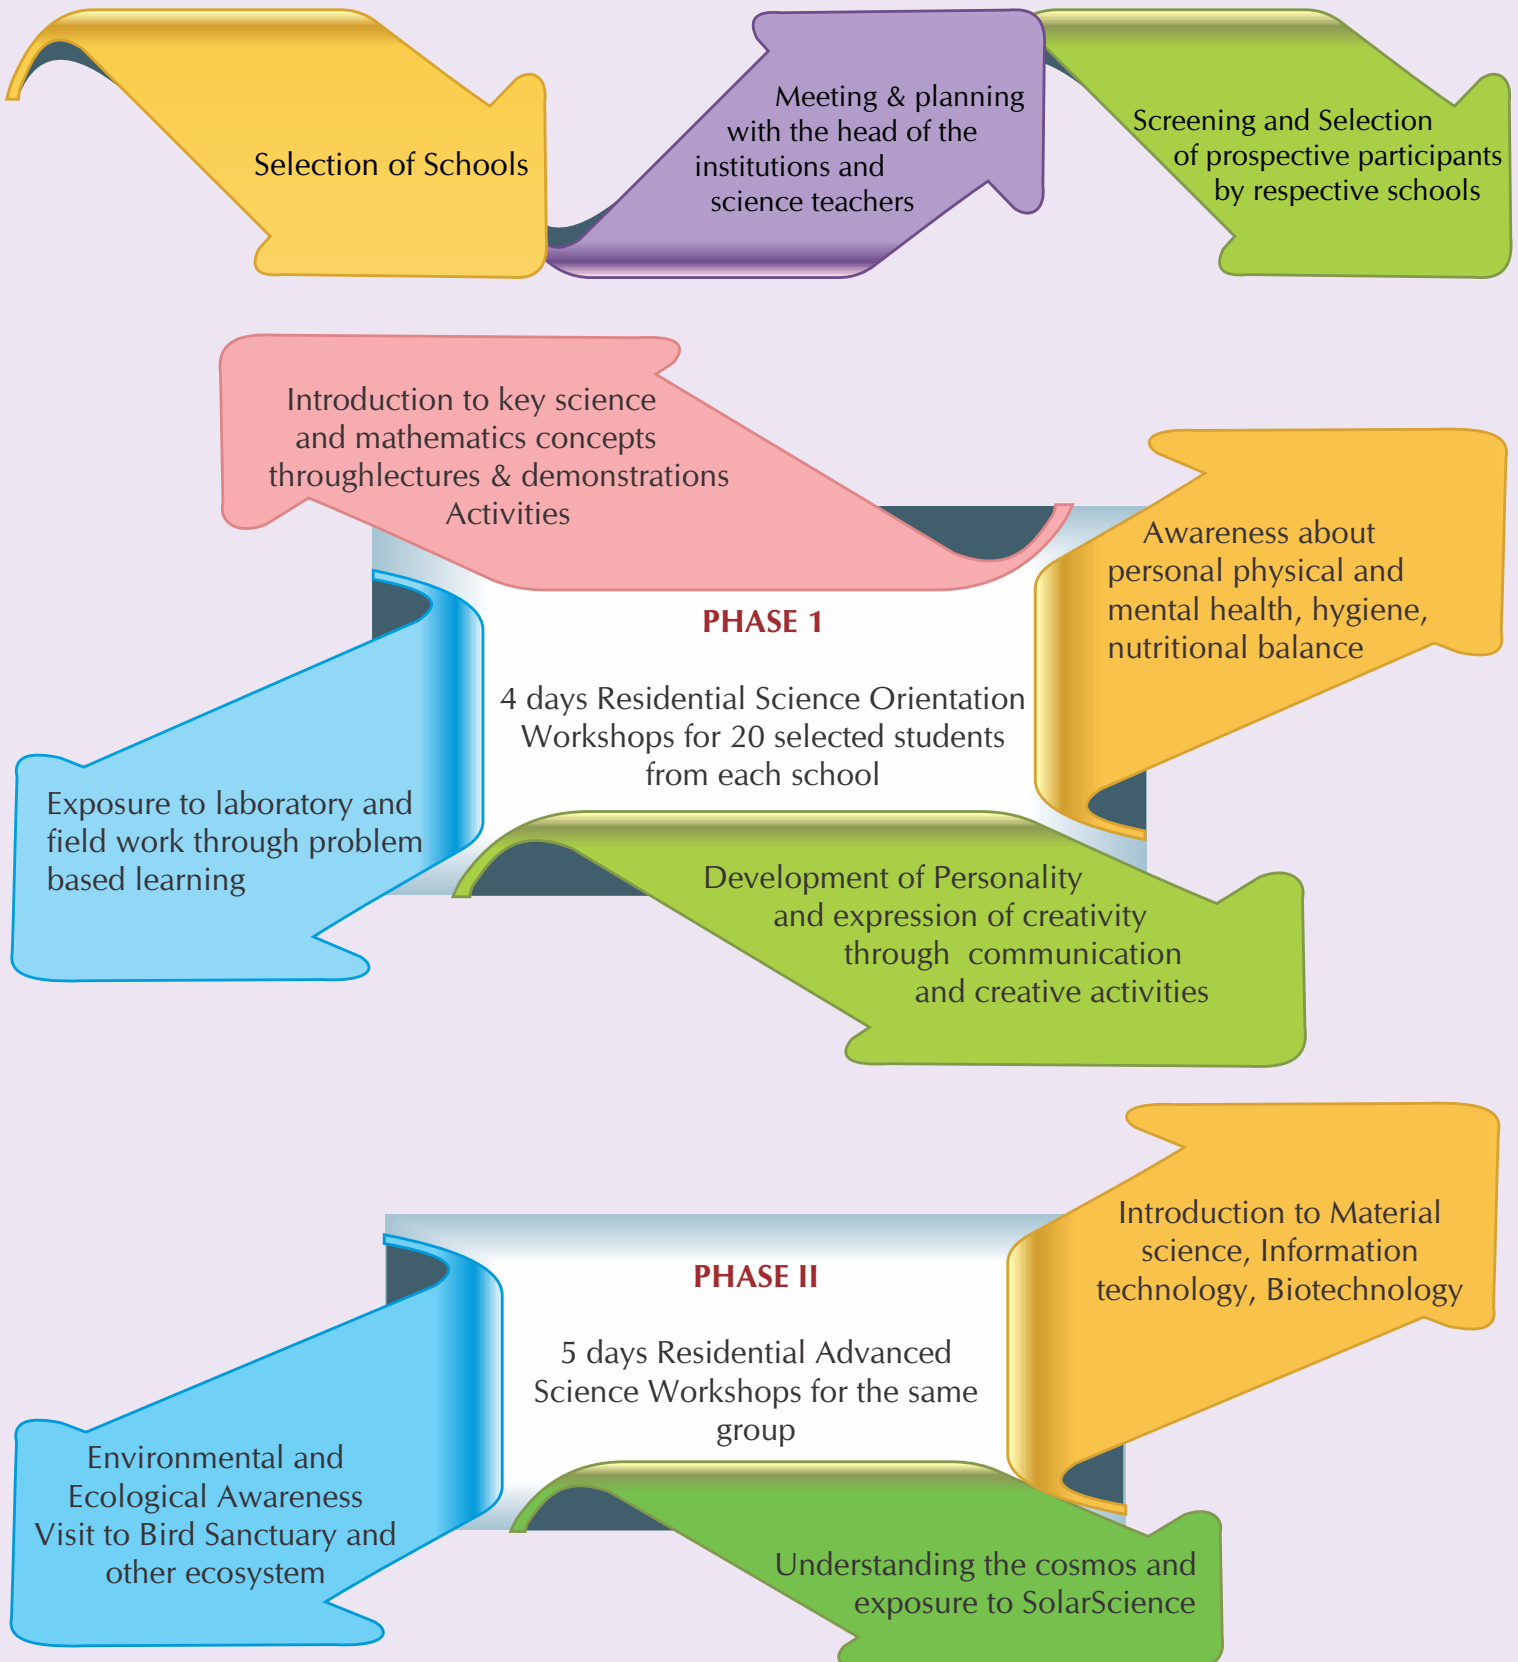 Selection of Schools
Meeting & planning
with the head of the
institutions and
science teachers
Screening and Selection
of prospective participants
by respective schools
Introduction to key science
and mathematics concepts
throughlectures & demonstrations
Activities
Awareness about
personal physical and
mental health, hygiene,
nutritional balance
PHASE 1
4 days Residential Science Orientation
Workshops for 20 selected students
from each school
Exposure to laboratory and
field work through problem
based learning
Development of Personality
and expression of creativity
through communication
and creative activities
Introduction to Material
science, Information
technology, Biotechnology
PHASE II
5 days Residential Advanced
Science Workshops for the same
group
Environmental and
Ecological Awareness
Visit to Bird Sanctuary and
other ecosystem
Understanding the cosmos and
exposure to SolarScience